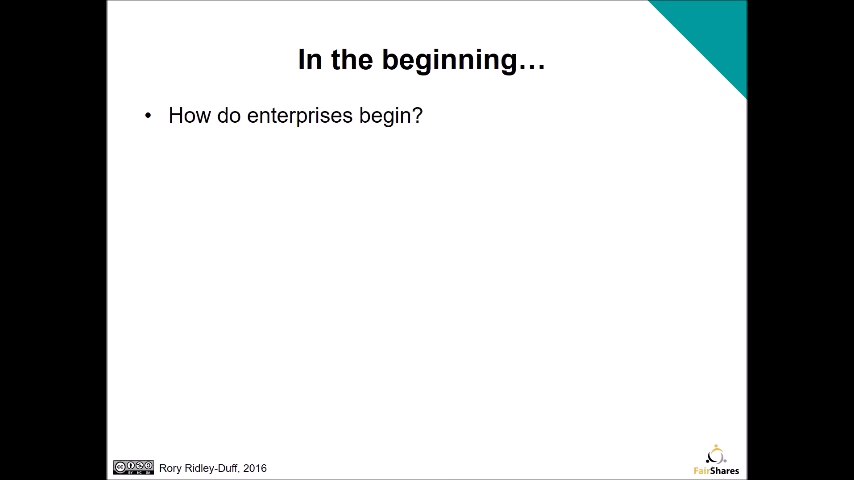 In the beginning…
• How do enterprises begin?
Rory Ridley-Duff, 2016
FairShares